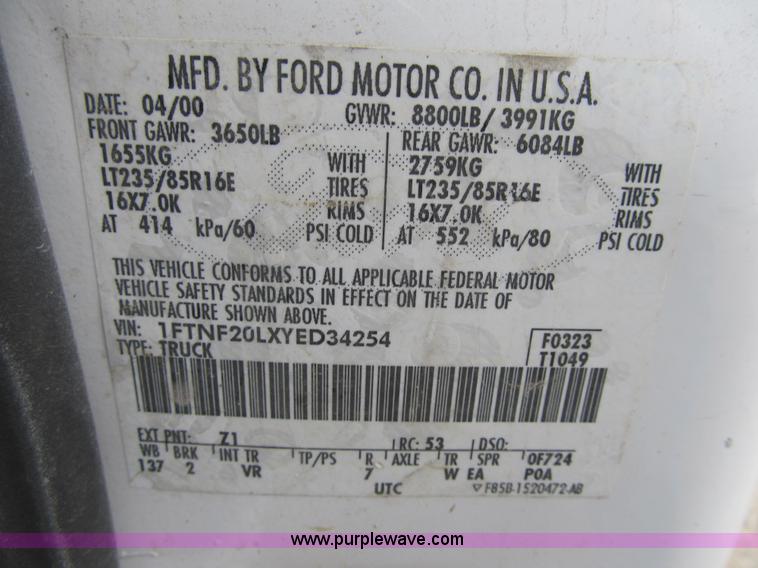 MFD. BY FORD MOTOR CO. IN U.S.A.
DATE: 04/00 GVWR: 8800LB/ 3991KG
FRONT GAWR: 3650LB REAR GAWR: 6084LB
1655KG WITH 2759KG WITH
LT235/85R16E TIRES LT235/85R16E TIRES
16X7.0K RIMS 16X7.0K RIMS
AT 414 kPa/60 PSI COLD AT 552 kPa/80 PSI COLD
THIS VEHICLE CONFORMS TO ALL APPLICABLE FEDERAL MOTOR
VEHICLE SAFETY STANDARDS IN EFFECT ON THE DATE OF
MANUFACTURE SHOWN ABOVE.
VIN: 1FTNF20LXYED34254 F0323
TYPE: TRUCK T1049
EXT PNT: Z1 RC: 53 DSO:
WB BRK INT TR TP/PS R AXLE TR SPR 0F724
137 2 VR 7 W EA POA
UTC F85B-1520472-AB
www.purplewave.com